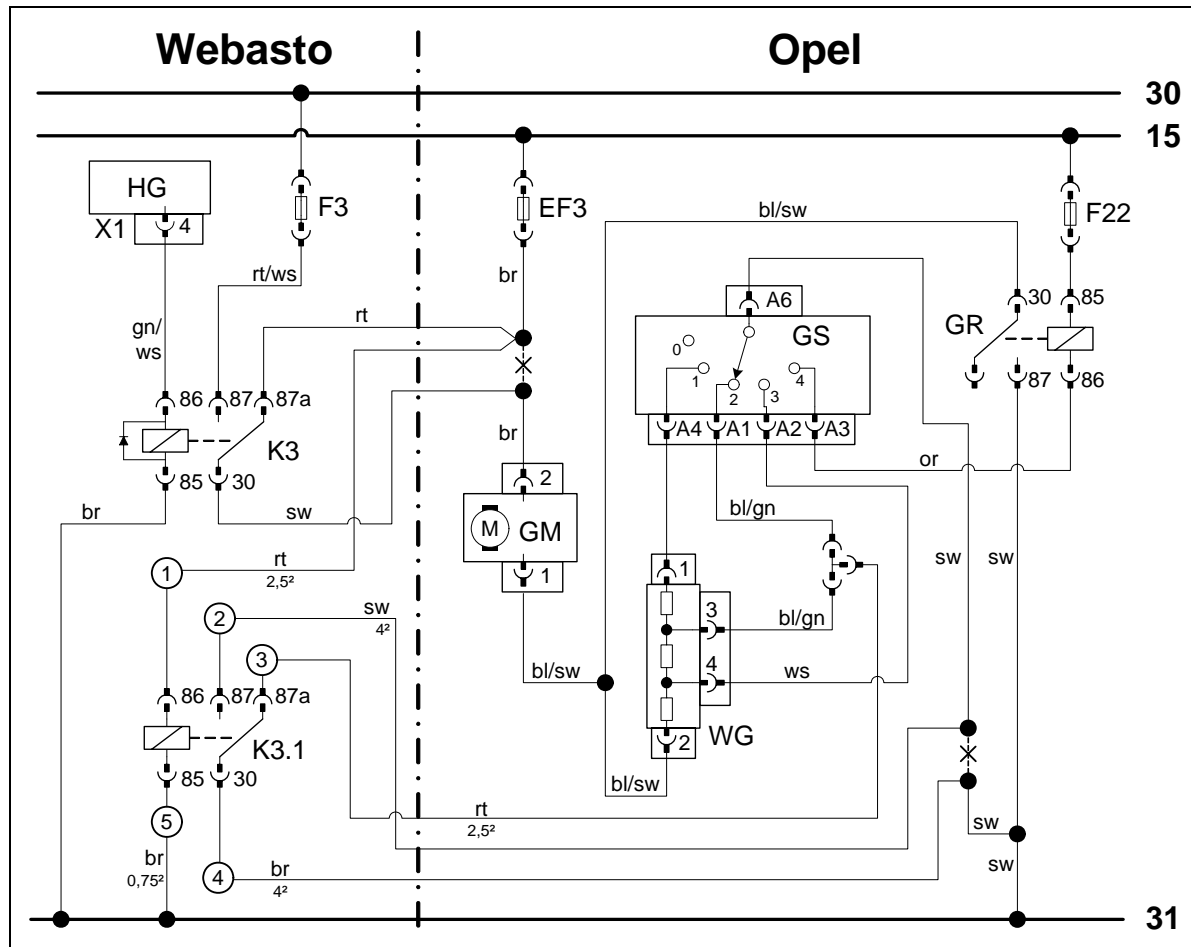 Webasto Opel
30
15
HG
X1 4
F3
EF3
F22
rt/ws
br
bl/sw
gn/
ws
rt
A6
GS
0
1
2
3
4
30 85
GR
87 86
86 87 87a
K3
85 30
A4 A1 A2 A3
or
br
br
sw
2
M GM
1
bl/gn
sw sw
1
rt
2,5²
2
sw
4²
3
1
3
bl/gn
4
ws
bl/sw
WG
2
bl/sw
86 87 87a
K3.1
85 30
5
br
0,75²
4
br
4²
rt
2,5²
sw
sw
31